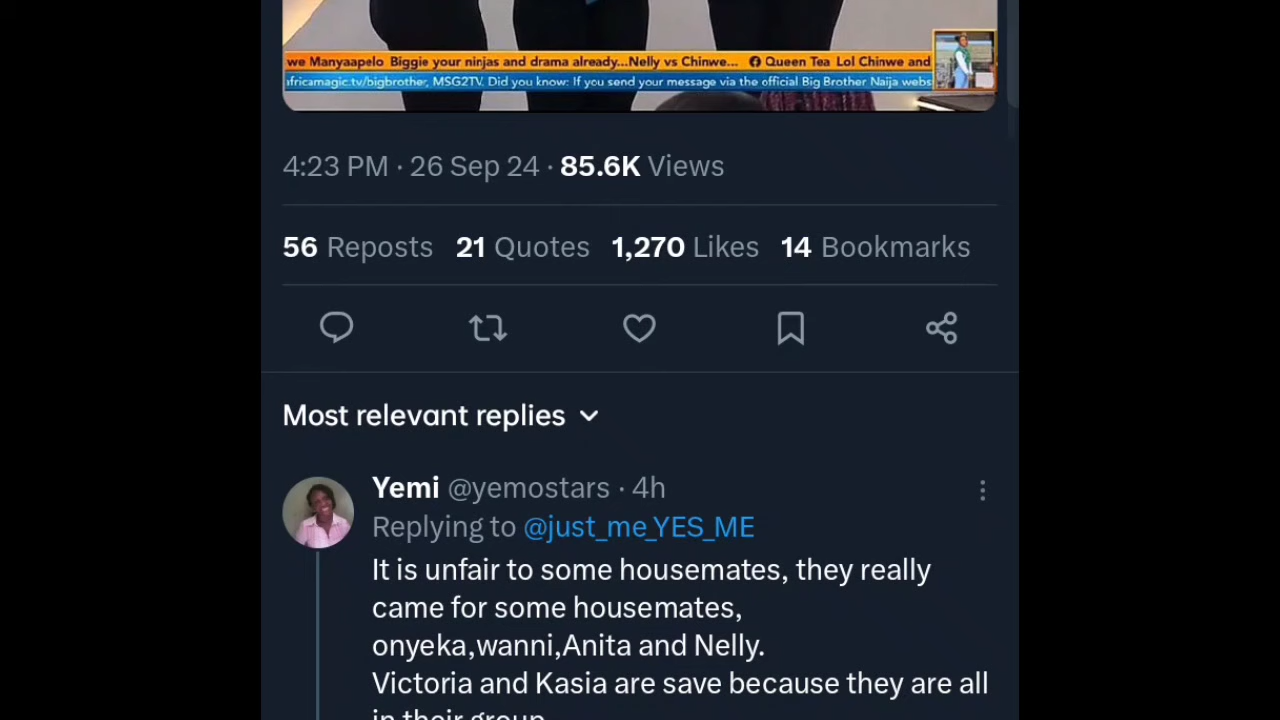 we Manyaapelo Biggie your ninjas and drama already...Nelly vs Chinwe... Queen Tea Lol Chinwe and
africamagic.tv/bigbrother, MSG2TV. Did you know: If you send your message via the official Big Brother Naija webs
4:23 PM · 26 Sep 24 · 85.6K Views
56 Reposts 21 Quotes 1,270 Likes 14 Bookmarks
Most relevant replies
Yemi @yemostars · 4h
Replying to @just_me_YES_ME
It is unfair to some housemates, they really
came for some housemates,
onyeka,wanni,Anita and Nelly.
Victoria and Kasia are save because they are all
in their group